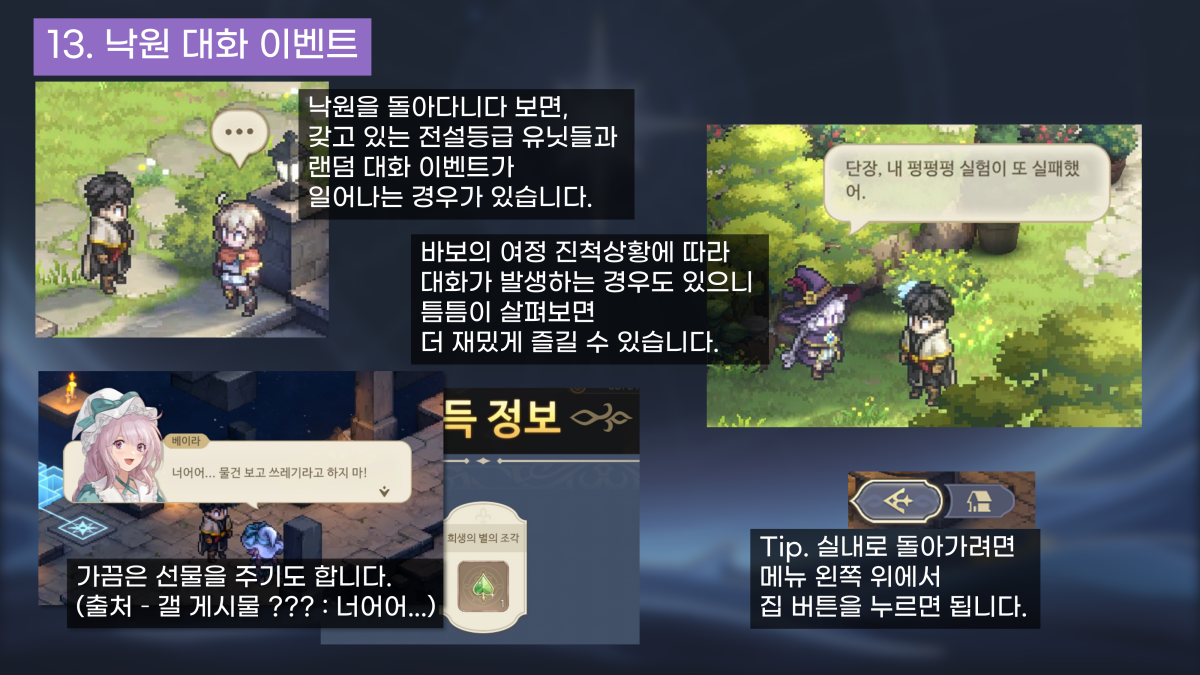 13. 낙원 대화 이벤트
낙원을 돌아다니다 보면,
갖고 있는 전설등급 유닛들과
랜덤 대화 이벤트가
일어나는 경우가 있습니다.
단장, 내 펑펑펑 실험이 또 실패했
어.
바보의 여정 진척상황에 따라
대화가 발생하는 경우도 있으니
틈틈이 살펴보면
더 재밌게 즐길 수 있습니다.
베이라
너어어... 물건 보고 쓰레기라고 하지 마!
득 정보
희생의 별의 조각
1
가끔은 선물을 주기도 합니다.
(출처 - 갤 게시물 ??? : 너어어...)
Tip. 실내로 돌아가려면
메뉴 왼쪽 위에서
집 버튼을 누르면 됩니다.